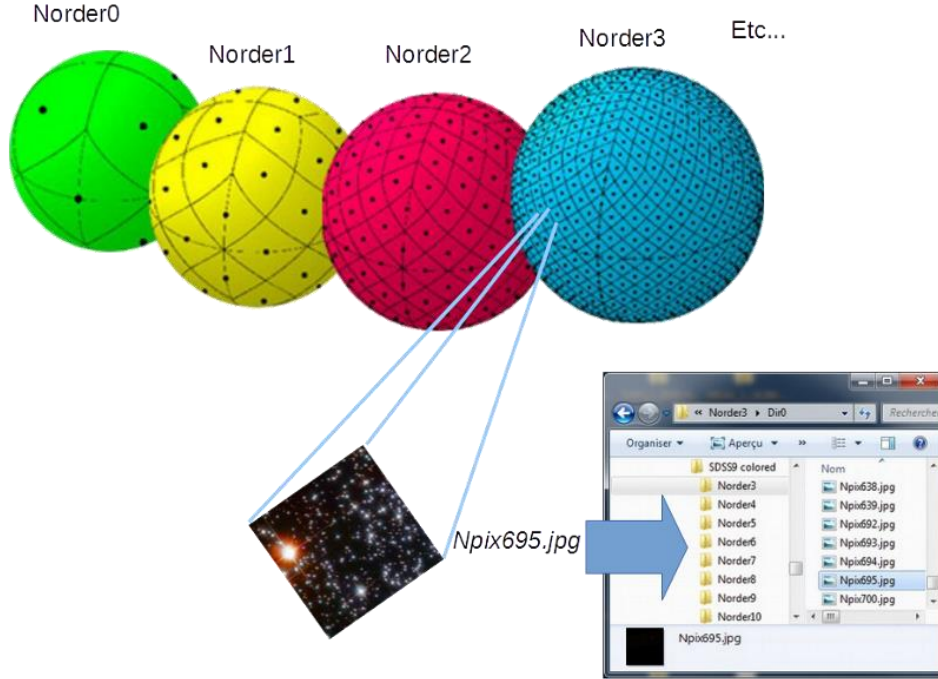 Norder0
Norder1
Norder2
Norder3
Etc...
Npix695.jpg
« Norder3 ▸ Dir0
Rechercher
Organiser
Aperçu
»
SDSS9 colored
Norder3
Norder4
Norder5
Norder6
Norder7
Norder8
Norder9
Norder10
Nom
Npix638.jpg
Npix639.jpg
Npix692.jpg
Npix693.jpg
Npix694.jpg
Npix695.jpg
Npix700.jpg
Npix695.jpg